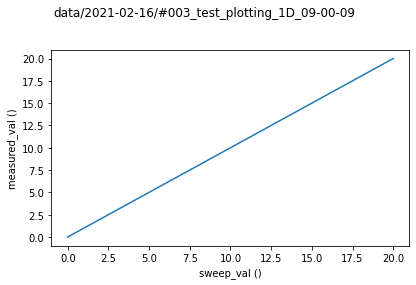 data/2021-02-16/#003_test_plotting_1D_09-00-09
20.0
17.5
15.0
12.5
10.0
7.5
5.0
2.5
0.0
measured_val ()
0.0 2.5 5.0 7.5 10.0 12.5 15.0 17.5 20.0
sweep_val ()